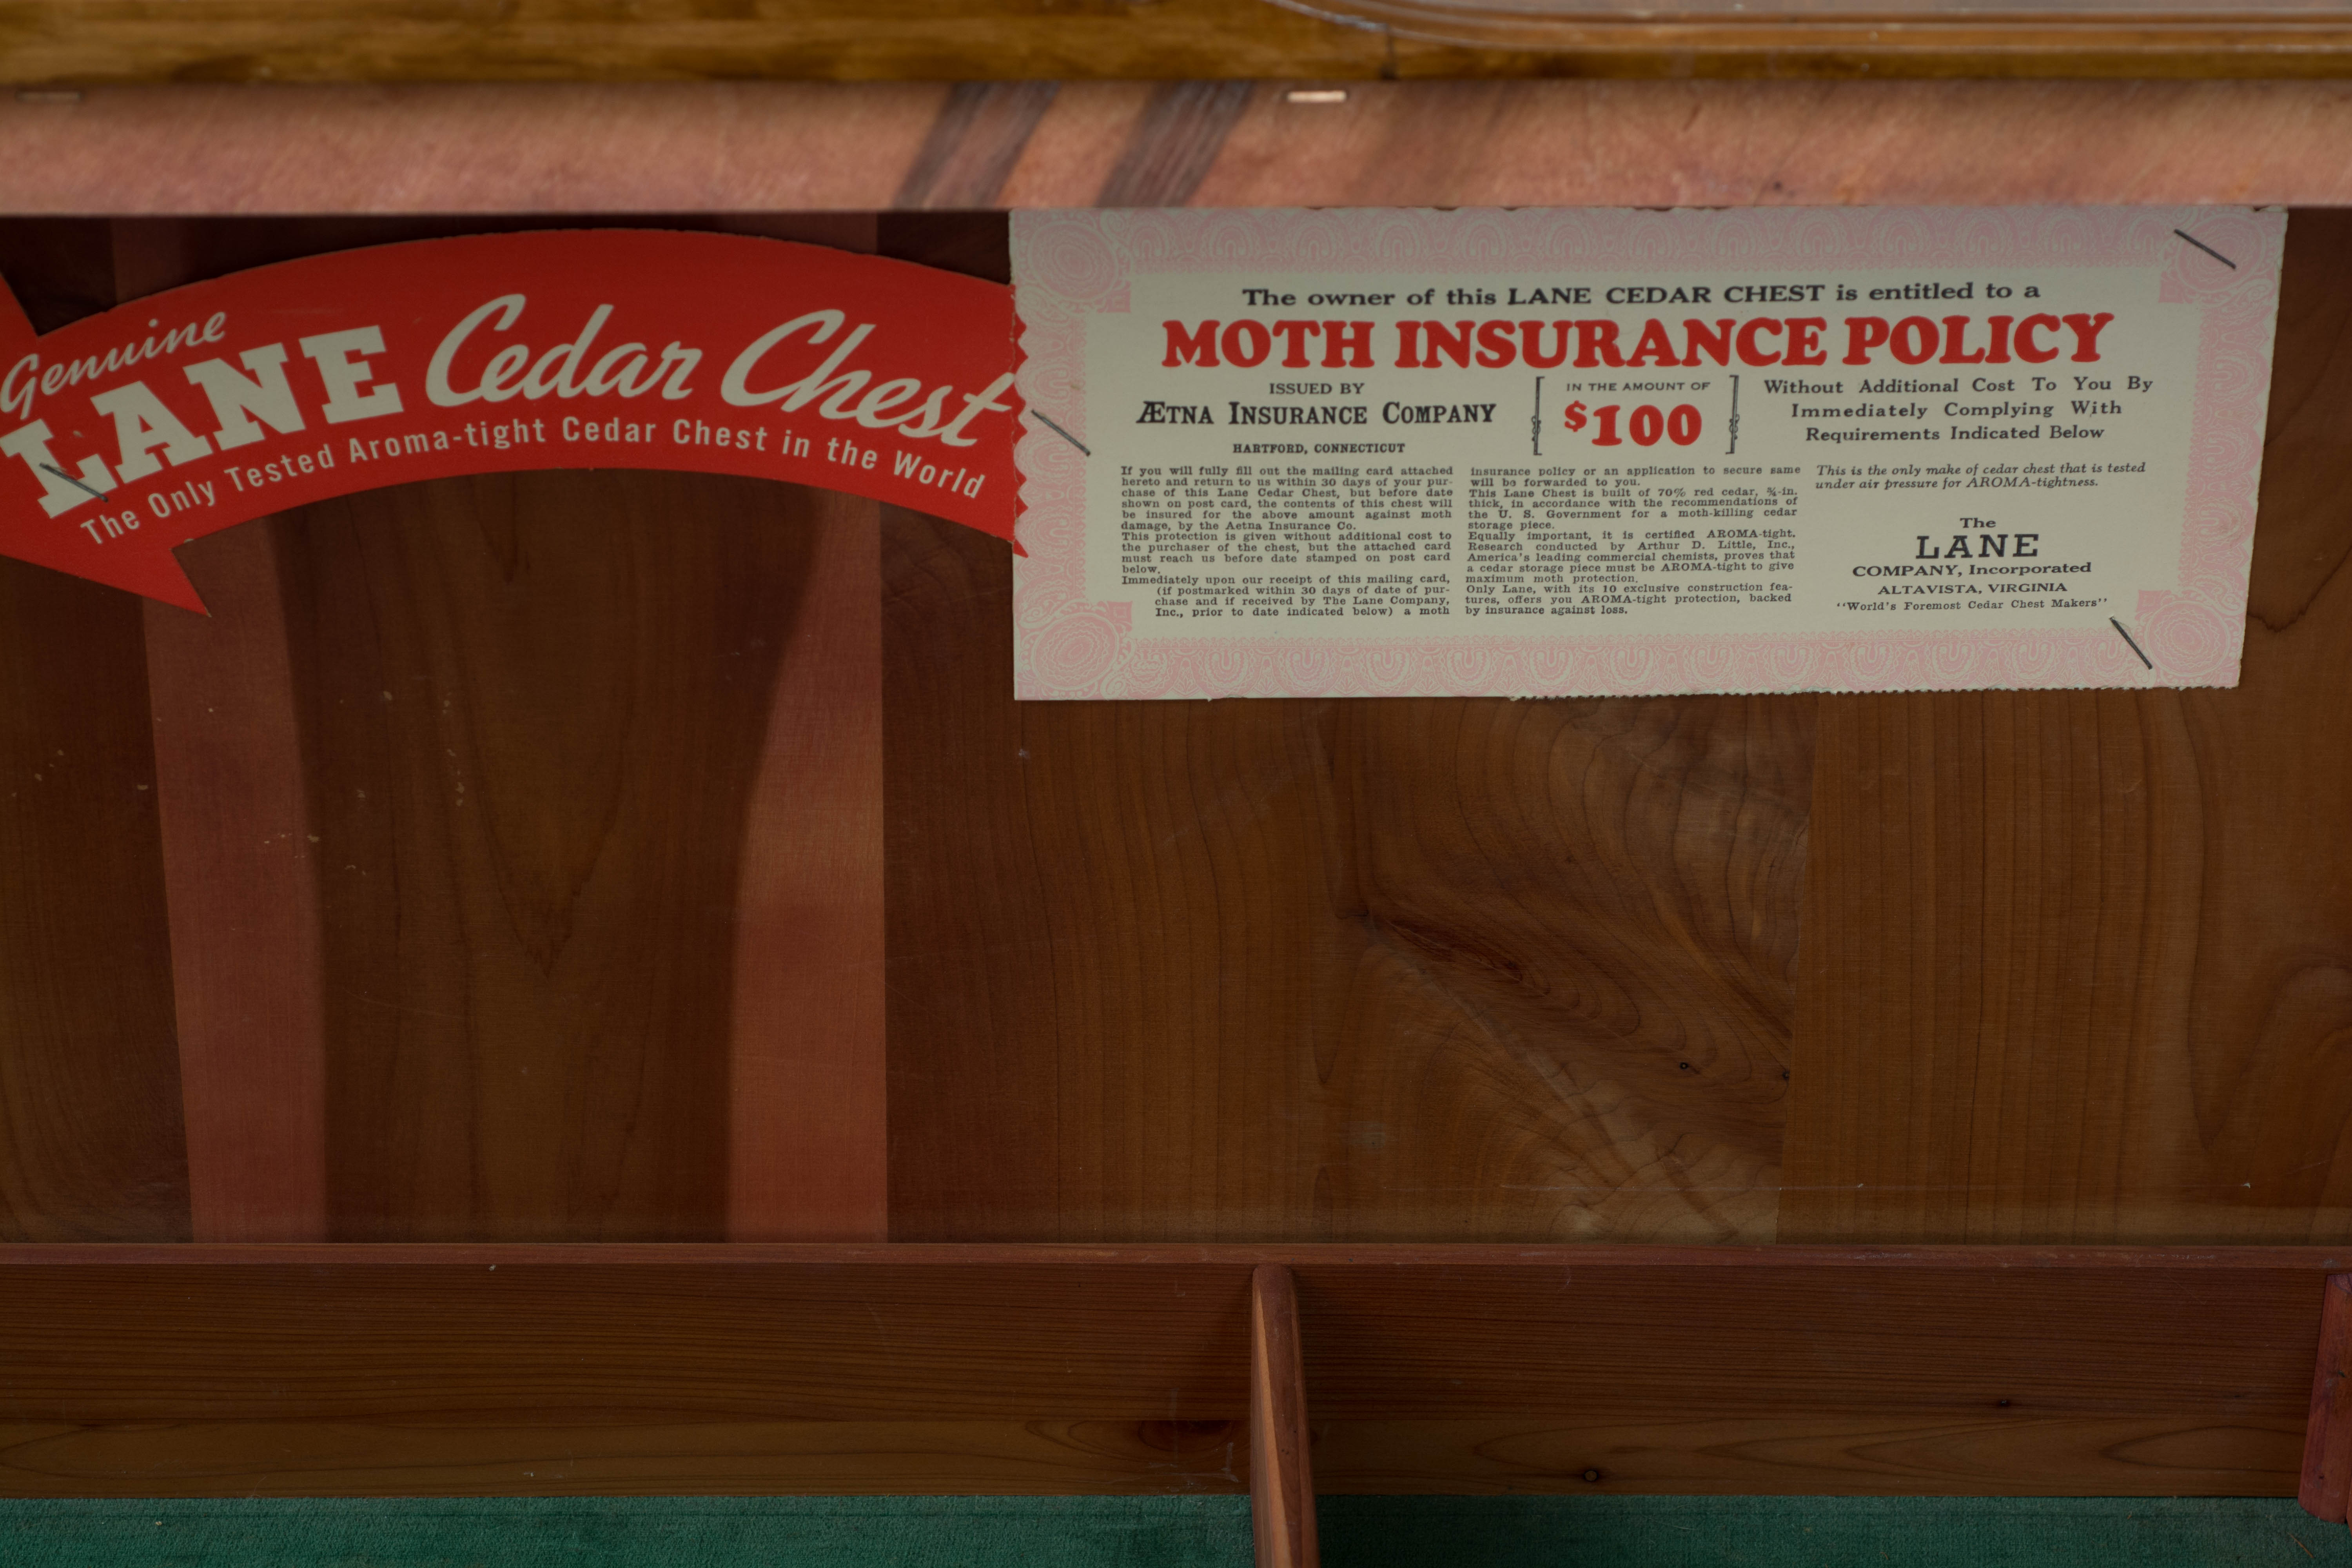 Genuine
LANE Cedar Chest
The Only Tested Aroma-tight Cedar Chest in the World
The owner of this LANE CEDAR CHEST is entitled to a
MOTH INSURANCE POLICY
ISSUED BY
ÆTNA INSURANCE COMPANY
HARTFORD, CONNECTICUT
IN THE AMOUNT OF
$100
Without Additional Cost To You By
Immediately Complying With
Requirements Indicated Below
If you will fully fill out the mailing card attached
hereto and return to us within 30 days of your pur-
chase of this Lane Cedar Chest, but before date
shown on post card, the contents of this chest will
be insured for the above amount against moth
damage, by the Aetna Insurance Co.
This protection is given without additional cost to
the purchaser of the chest, but the attached card
must reach us before date stamped on post card
below.
Immediately upon our receipt of this mailing card,
(if postmarked within 30 days of date of pur-
chase and if received by The Lane Company,
Inc., prior to date indicated below) a moth
insurance policy or an application to secure same
will be forwarded to you.
This Lane Chest is built of 70% red cedar, ¾-in.
thick, in accordance with the recommendations of
the U. S. Government for a moth-killing cedar
storage piece.
Equally important, it is certified AROMA-tight.
Research conducted by Arthur D. Little, Inc.,
America's leading commercial chemists, proves that
a cedar storage piece must be AROMA-tight to give
maximum moth protection.
Only Lane, with its 10 exclusive construction fea-
tures, offers you AROMA-tight protection, backed
by insurance against loss.
This is the only make of cedar chest that is tested
under air pressure for AROMA-tightness.
The
LANE
COMPANY, Incorporated
ALTAVISTA, VIRGINIA
"World's Foremost Cedar Chest Makers"